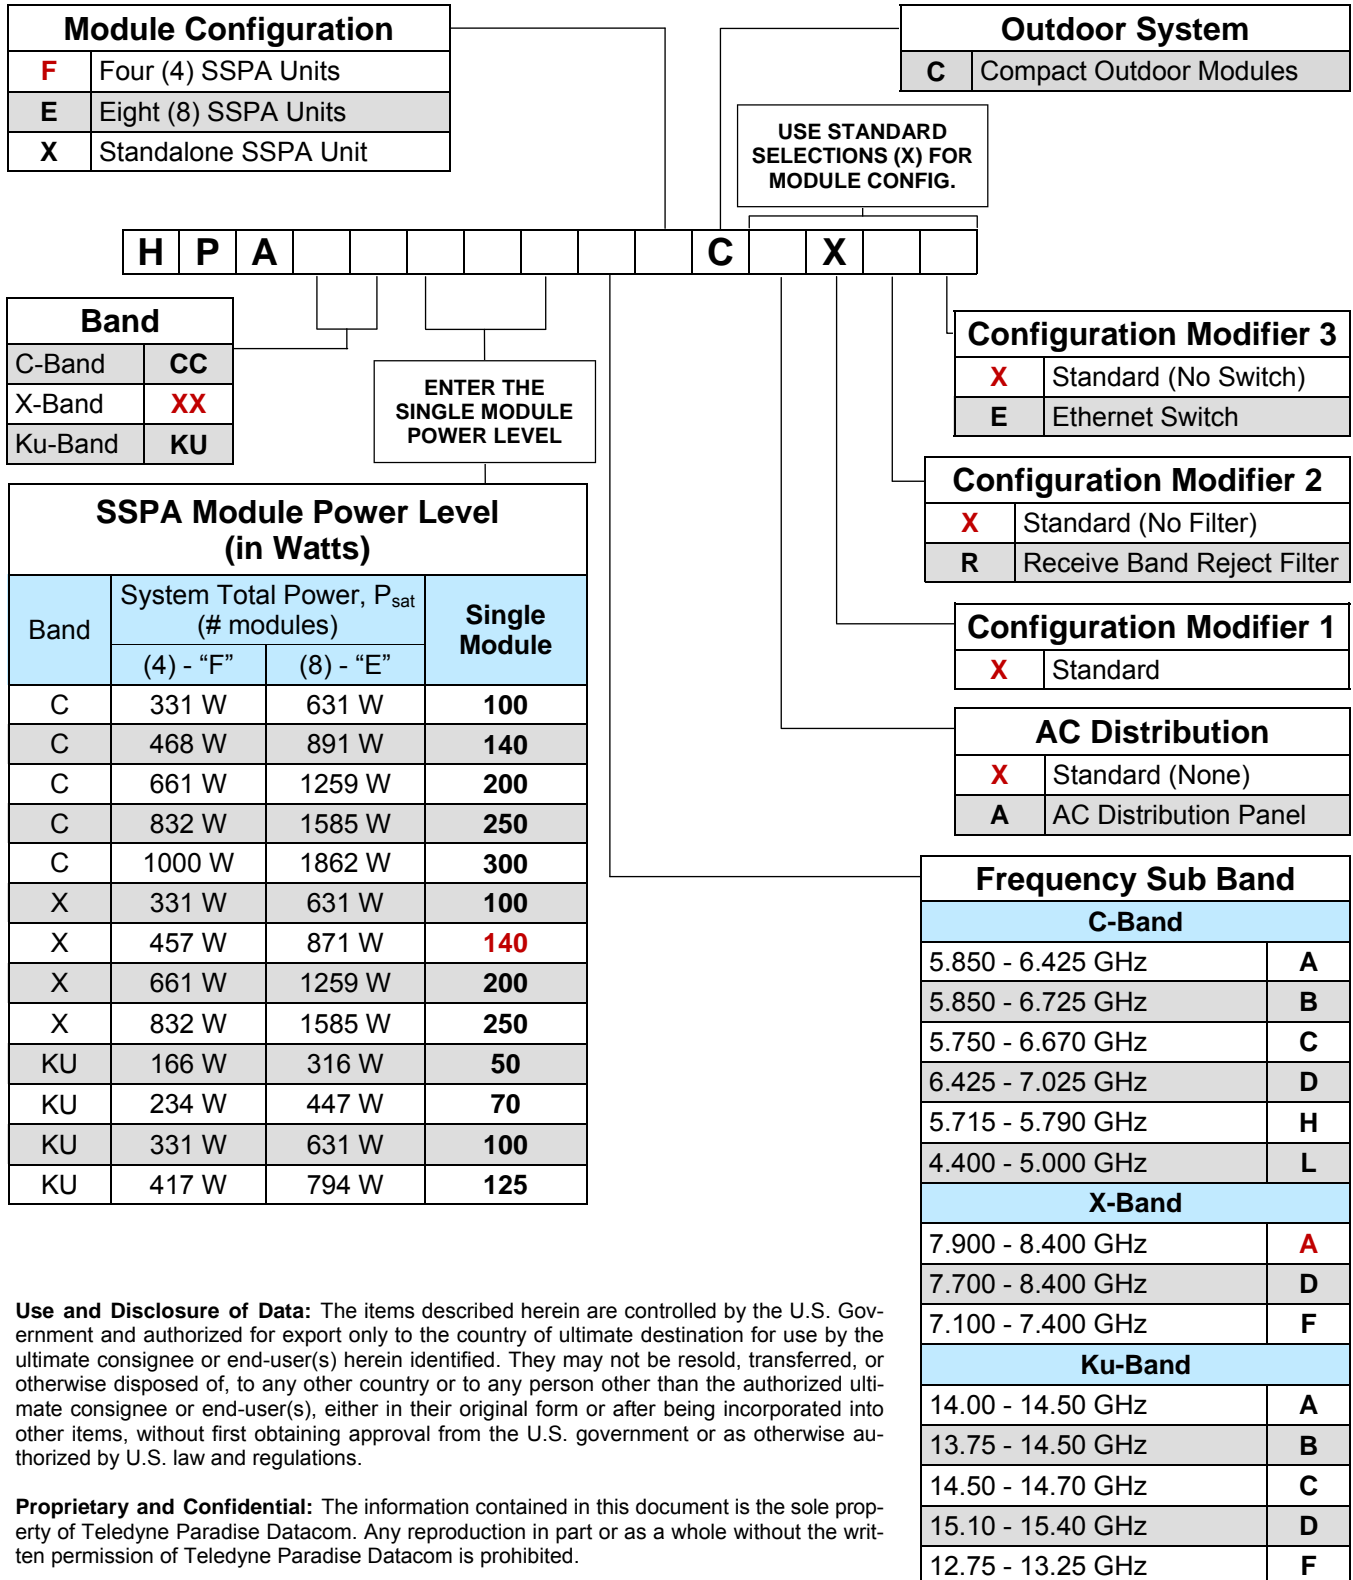 Module Configuration
F Four (4) SSPA Units
E Eight (8) SSPA Units
X Standalone SSPA Unit
Outdoor System
C Compact Outdoor Modules
USE STANDARD
SELECTIONS (X) FOR
MODULE CONFIG.
H P A C X
Band
C-Band CC
X-Band XX
Ku-Band KU
ENTER THE
SINGLE MODULE
POWER LEVEL
Configuration Modifier 3
X Standard (No Switch)
E Ethernet Switch
Configuration Modifier 2
X Standard (No Filter)
R Receive Band Reject Filter
Configuration Modifier 1
X Standard
AC Distribution
X Standard (None)
A AC Distribution Panel
SSPA Module Power Level
(in Watts)
Band System Total Power, Psat (# modules) Single Module
(4) - “F” (8) - “E”
C 331 W 631 W 100
C 468 W 891 W 140
C 661 W 1259 W 200
C 832 W 1585 W 250
C 1000 W 1862 W 300
X 331 W 631 W 100
X 457 W 871 W 140
X 661 W 1259 W 200
X 832 W 1585 W 250
KU 166 W 316 W 50
KU 234 W 447 W 70
KU 331 W 631 W 100
KU 417 W 794 W 125
Frequency Sub Band
C-Band
5.850 - 6.425 GHz A
5.850 - 6.725 GHz B
5.750 - 6.670 GHz C
6.425 - 7.025 GHz D
5.715 - 5.790 GHz H
4.400 - 5.000 GHz L
X-Band
7.900 - 8.400 GHz A
7.700 - 8.400 GHz D
7.100 - 7.400 GHz F
Ku-Band
14.00 - 14.50 GHz A
13.75 - 14.50 GHz B
14.50 - 14.70 GHz C
15.10 - 15.40 GHz D
12.75 - 13.25 GHz F
Use and Disclosure of Data: The items described herein are controlled by the U.S. Gov-
ernment and authorized for export only to the country of ultimate destination for use by the
ultimate consignee or end-user(s) herein identified. They may not be resold, transferred, or
otherwise disposed of, to any other country or to any person other than the authorized ulti-
mate consignee or end-user(s), either in their original form or after being incorporated into
other items, without first obtaining approval from the U.S. government or as otherwise au-
thorized by U.S. law and regulations.
Proprietary and Confidential: The information contained in this document is the sole prop-
erty of Teledyne Paradise Datacom. Any reproduction in part or as a whole without the writ-
ten permission of Teledyne Paradise Datacom is prohibited.